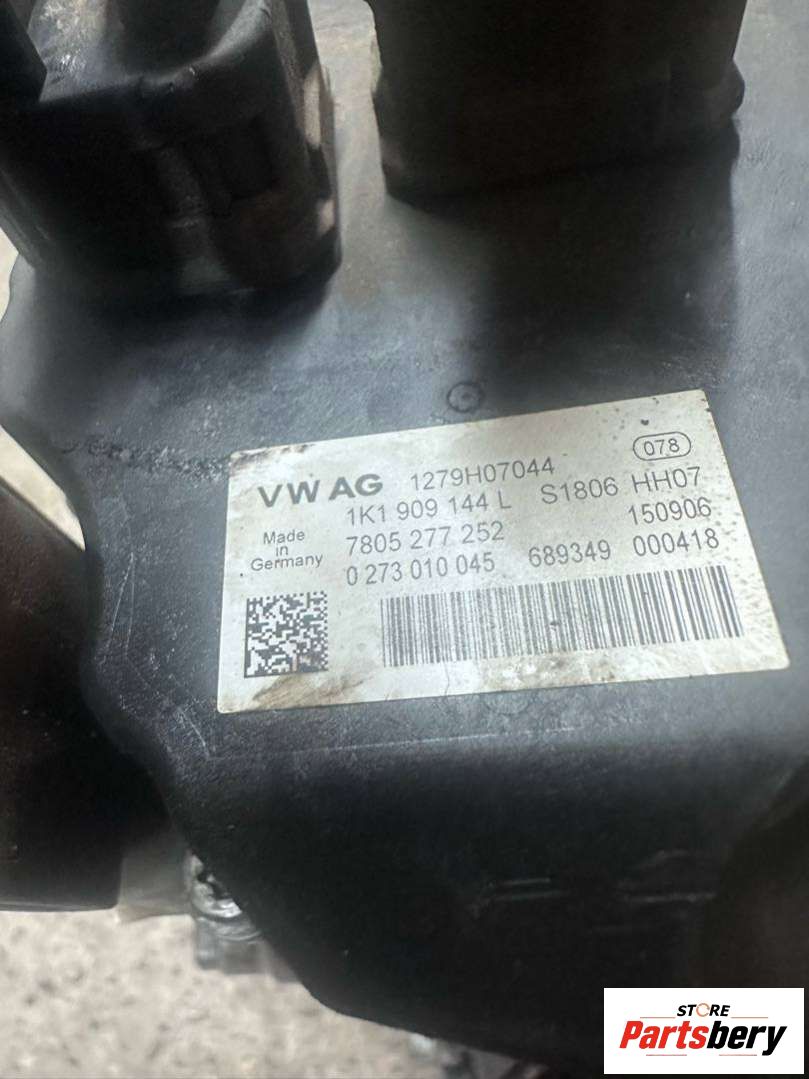 078
VW AG 1279H07044
1K1 909 144 L S1806 HH07
Made in Germany 7805 277 252 150906
0 273 010 045 689349 000418
STORE
Partsbery